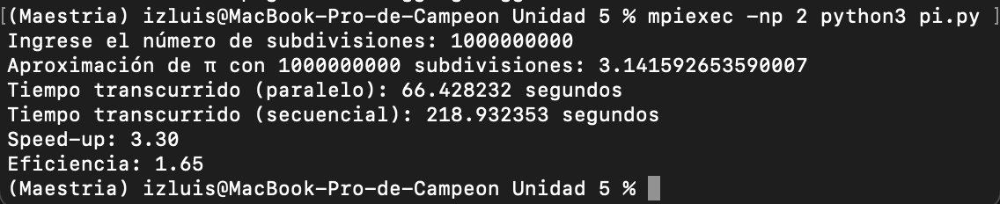 [(Maestria) izluis@MacBook-Pro-de-Campeon Unidad 5 % mpiexec -np 2 python3 pi.py ]
Ingrese el número de subdivisiones: 1000000000
Aproximación de π con 1000000000 subdivisiones: 3.141592653590007
Tiempo transcurrido (paralelo): 66.428232 segundos
Tiempo transcurrido (secuencial): 218.932353 segundos
Speed-up: 3.30
Eficiencia: 1.65
(Maestria) izluis@MacBook-Pro-de-Campeon Unidad 5 %